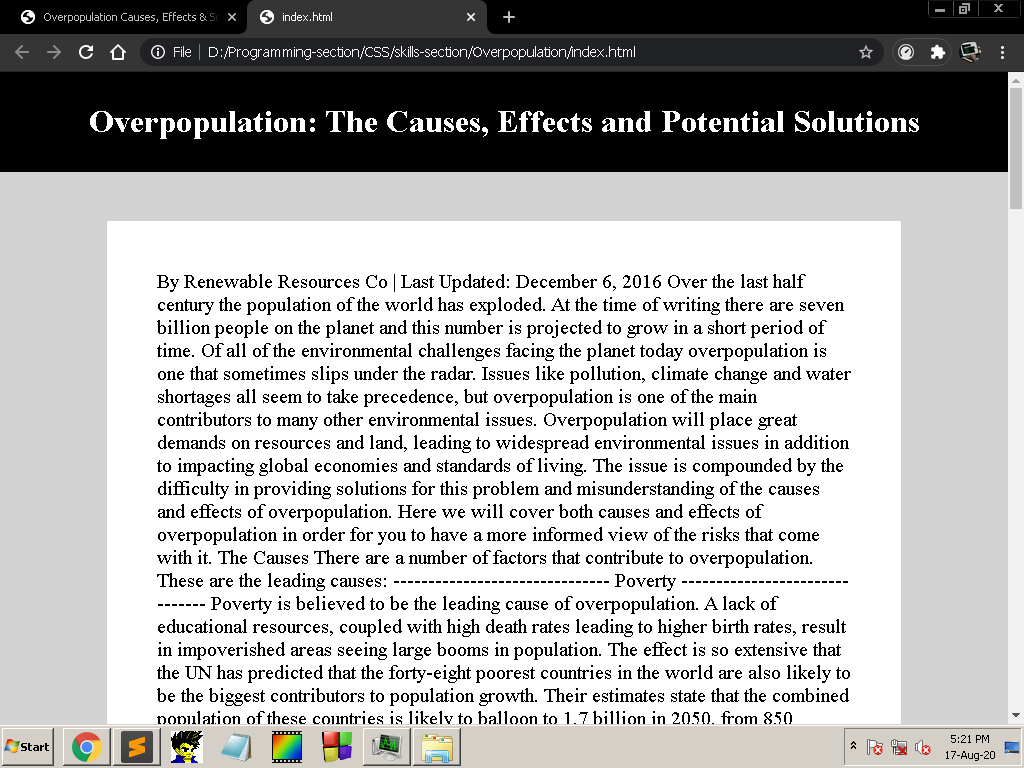 Overpopulation Causes, Effects & So
index.html
File
D:/Programming-section/CSS/skills-section/Overpopulation/index.html
Overpopulation: The Causes, Effects and Potential Solutions
By Renewable Resources Co | Last Updated: December 6, 2016 Over the last half
century the population of the world has exploded. At the time of writing there are seven
billion people on the planet and this number is projected to grow in a short period of
time. Of all of the environmental challenges facing the planet today overpopulation is
one that sometimes slips under the radar. Issues like pollution, climate change and water
shortages all seem to take precedence, but overpopulation is one of the main
contributors to many other environmental issues. Overpopulation will place great
demands on resources and land, leading to widespread environmental issues in addition
to impacting global economies and standards of living. The issue is compounded by the
difficulty in providing solutions for this problem and misunderstanding of the causes
and effects of overpopulation. Here we will cover both causes and effects of
overpopulation in order for you to have a more informed view of the risks that come
with it. The Causes There are a number of factors that contribute to overpopulation.
These are the leading causes: ------------------------------- Poverty ------------------------
------- Poverty is believed to be the leading cause of overpopulation. A lack of
educational resources, coupled with high death rates leading to higher birth rates, result
in impoverished areas seeing large booms in population. The effect is so extensive that
the UN has predicted that the forty-eight poorest countries in the world are also likely to
be the biggest contributors to population growth. Their estimates state that the combined
population of these countries is likely to balloon to 1.7 billion in 2050, from 850
Start
5:21 PM
17-Aug-20